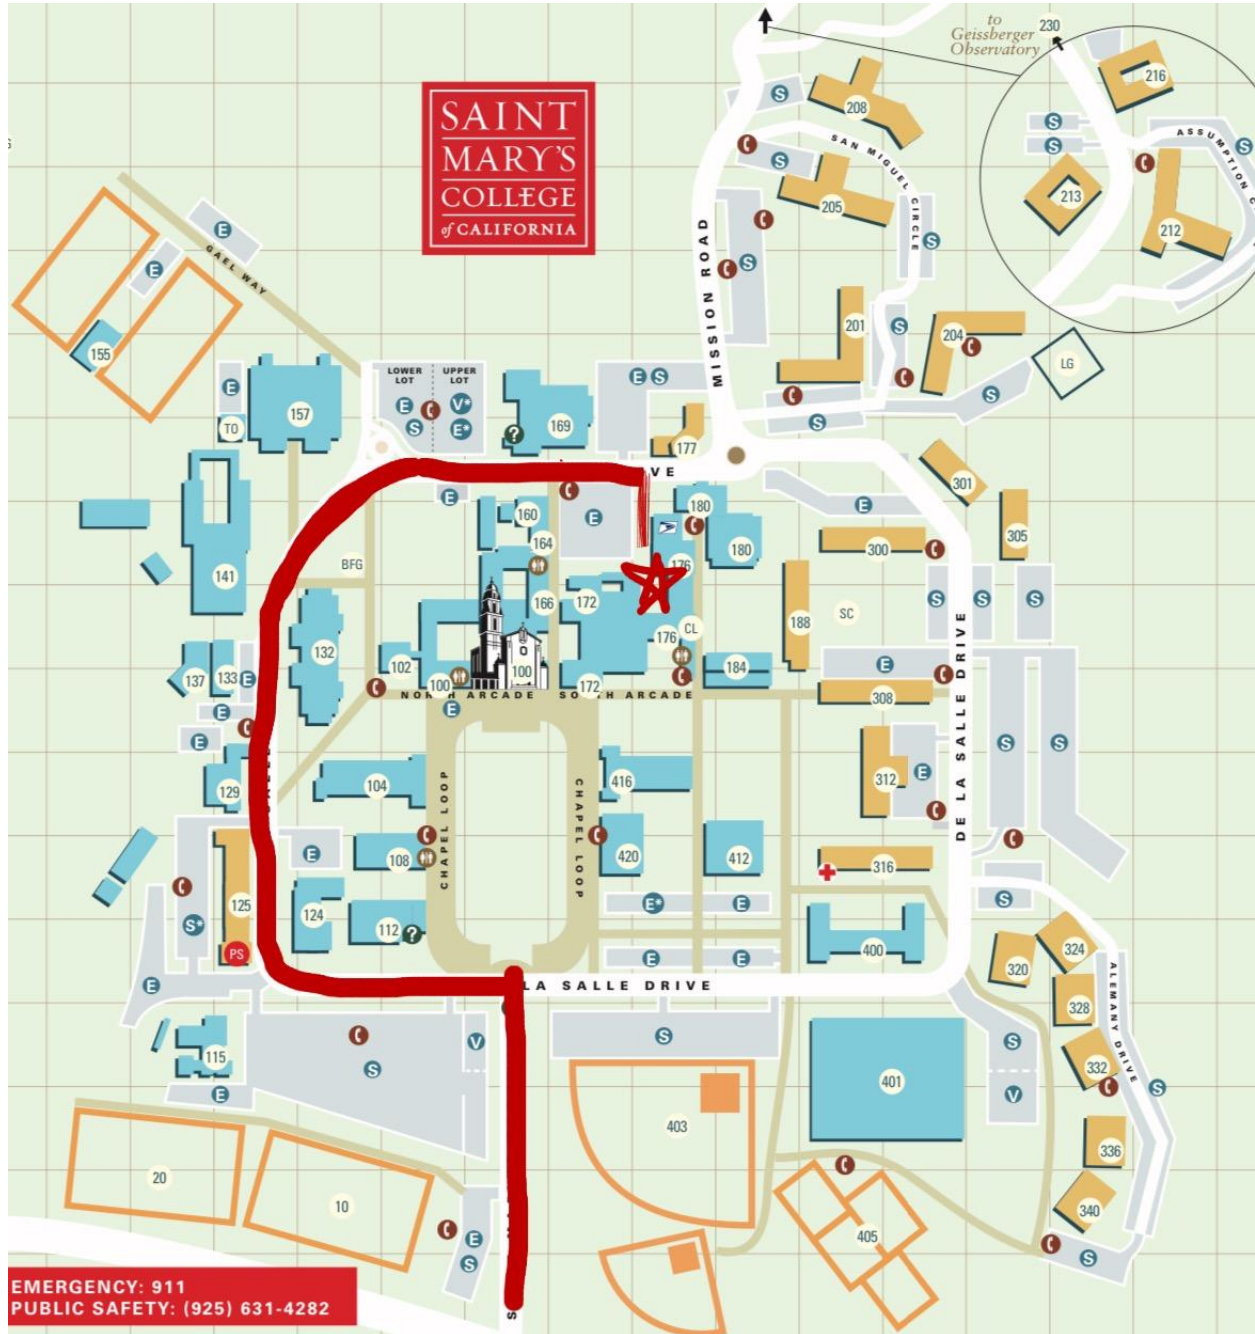 to
Geissberger
Observatory
230
216
SAINT
MARY'S
COLLEGE
of CALIFORNIA
208
S
S
SAN MIGUEL CIRCLE
205
S
ASSUMPTION
S
S
S
213
212
E
GAEL WAY
E
MISSION ROAD
S
201
S
204
LG
155
LOWER
LOT
UPPER
LOT
E
S
V*
E*
E S
S
S
E
TO
157
?
169
177
VE
301
E
E
E
160
180
180
305
300
164
176
BFG
141
166
172
188
SC
S
S
S
132
176
CL
102
100
100
172
184
E
137
133
E
308
NORTH ARCADE
SOUTH ARCADE
E
E
E
312
E
S
S
DE LA SALLE DRIVE
129
104
416
CHAPEL LOOP
CHAPEL LOOP
E
108
420
412
316
S
S*
125
124
112
?
E*
E
400
PS
E
E
E
320
324
328
332
336
340
ALEMANY DRIVE
LA SALLE DRIVE
115
E
S
V
S
401
S
V
S
403
20
10
E
S
405
S
EMERGENCY: 911
PUBLIC SAFETY: (925) 631-4282